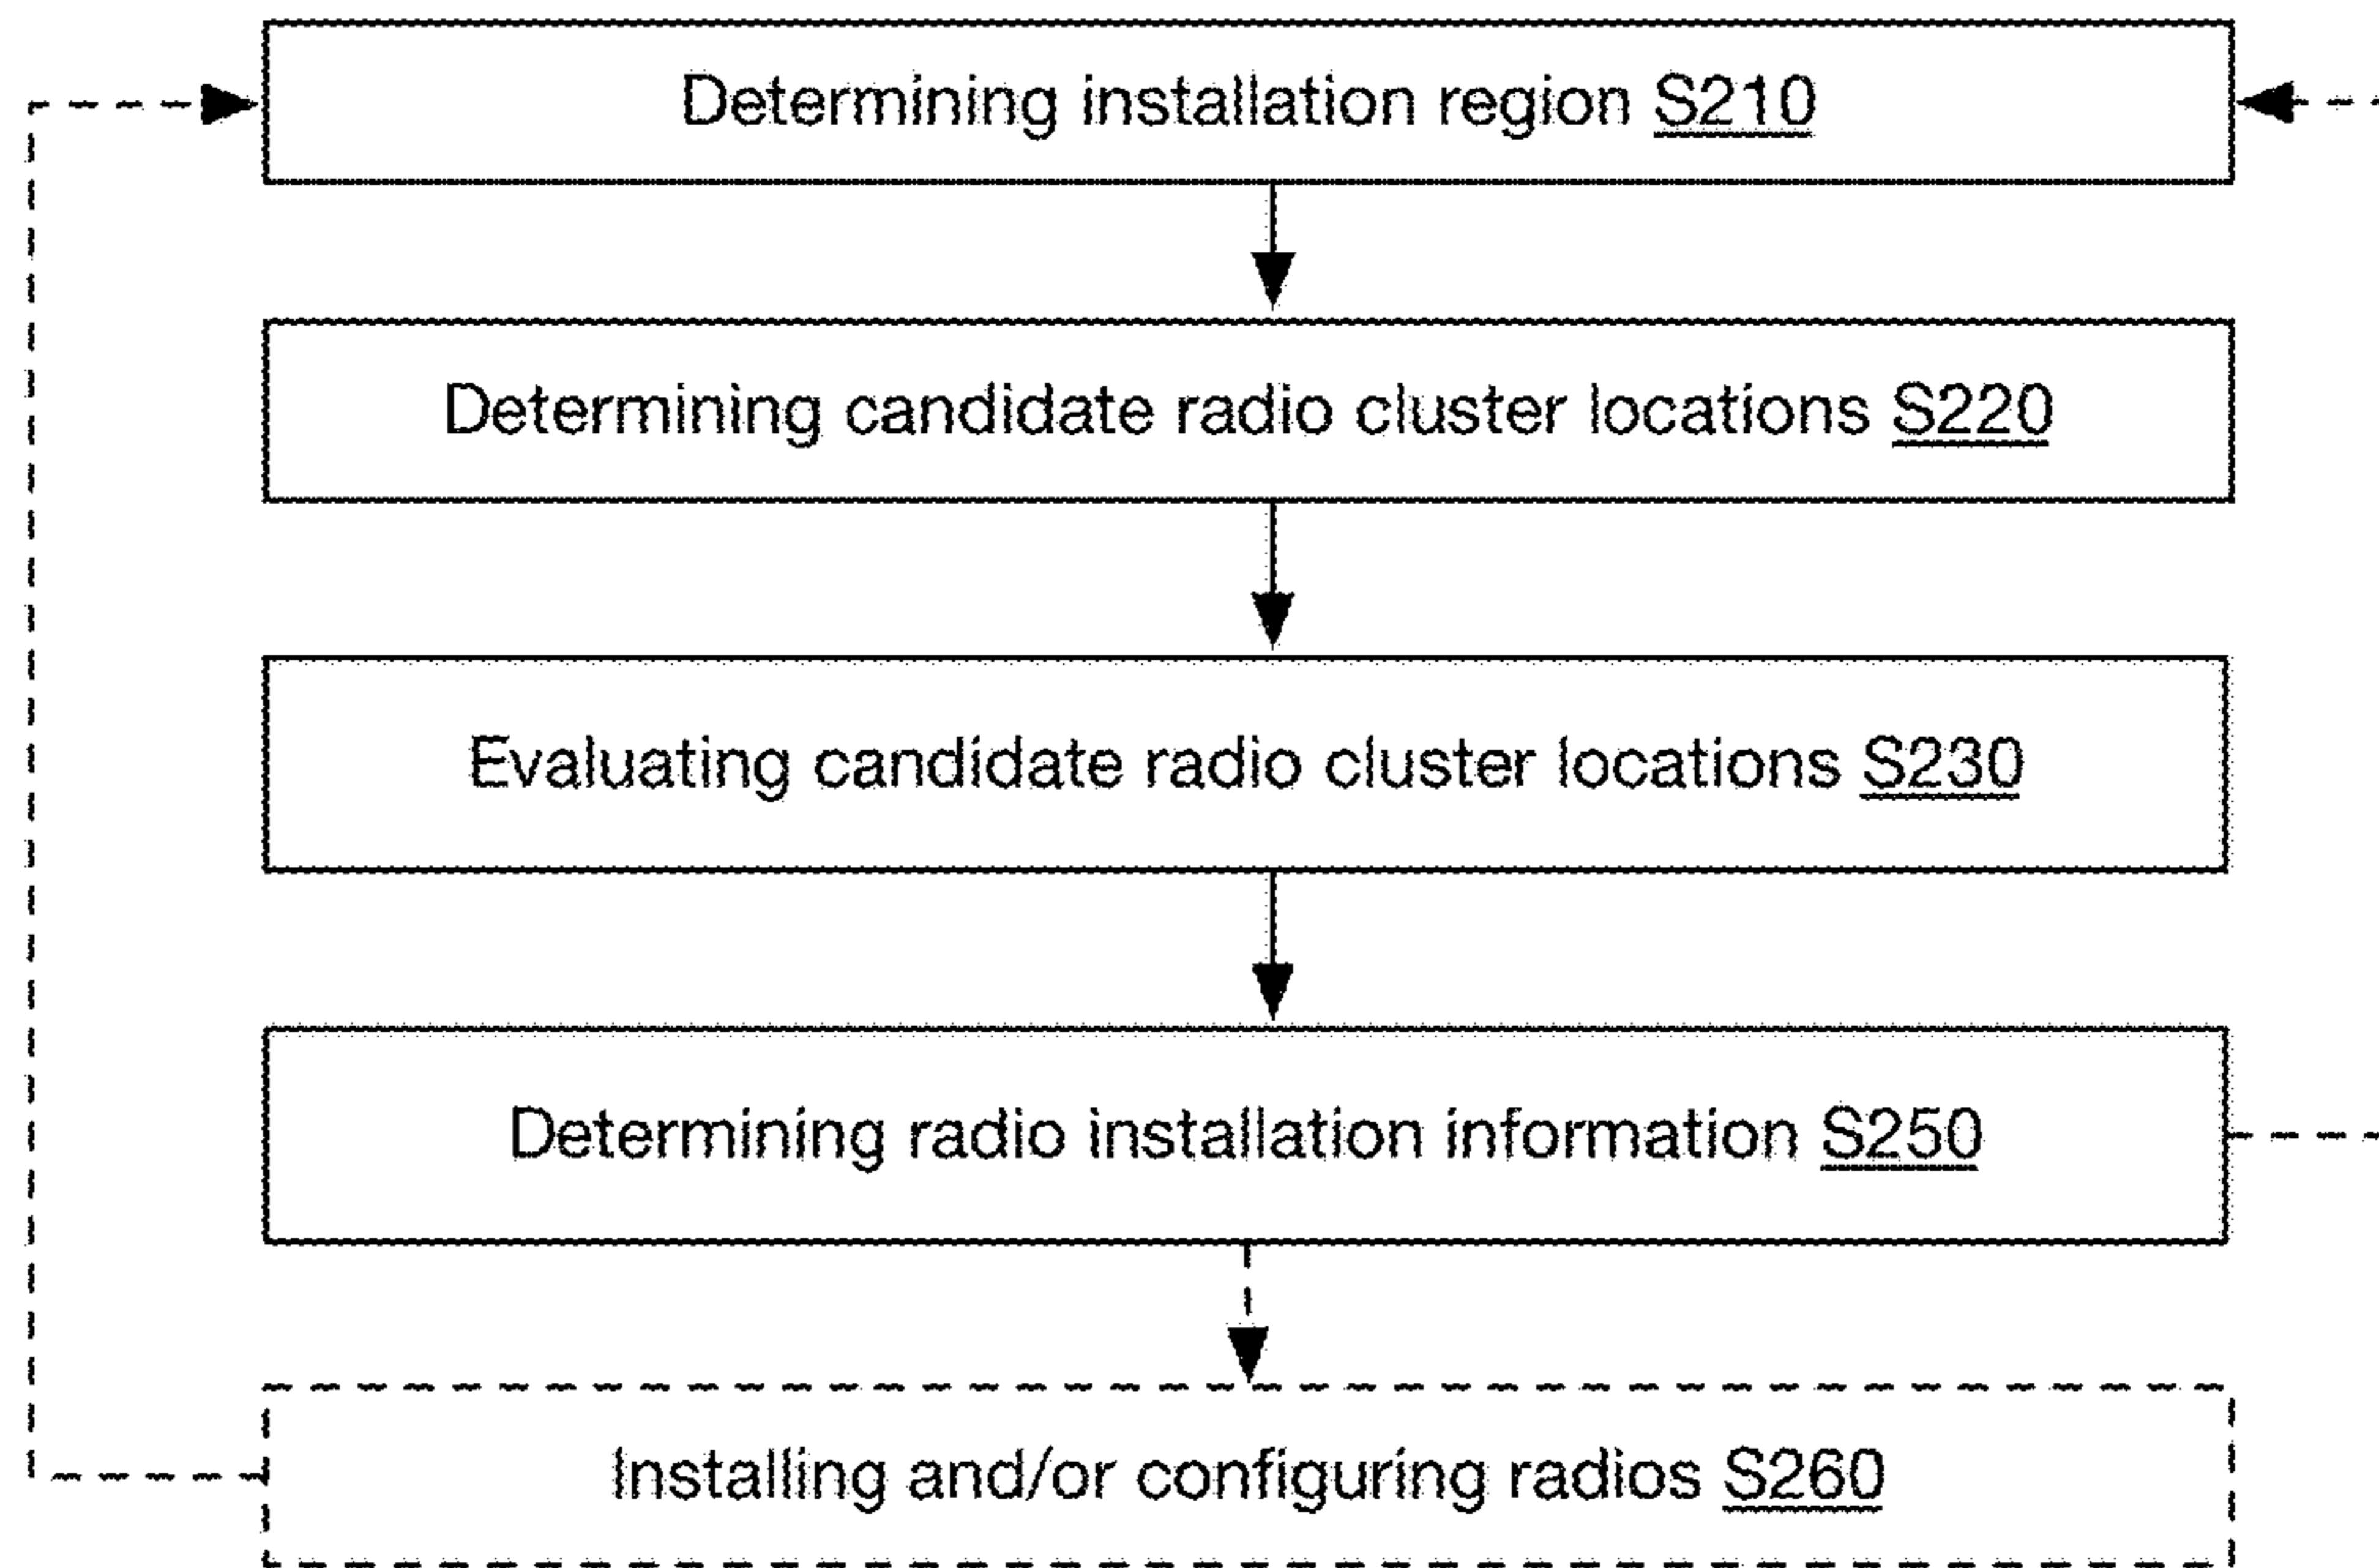 Determining installation region S210
Determining candidate radio cluster locations S220
Evaluating candidate radio cluster locations S230
Determining radio installation information S250
Installing and/or configuring radios S260